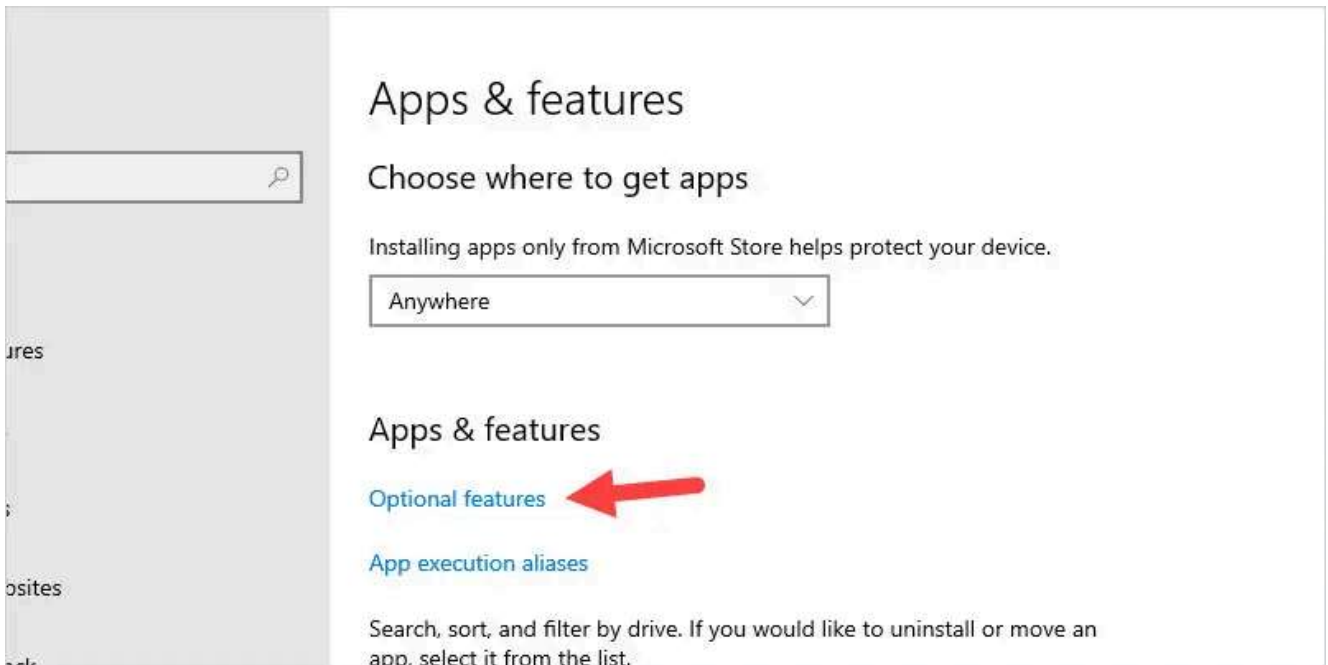 Apps & features
Choose where to get apps
Installing apps only from Microsoft Store helps protect your device.
Anywhere
ures
Apps & features
Optional features
App execution aliases
osites
Search, sort, and filter by drive. If you would like to uninstall or move an
app, select it from the list.